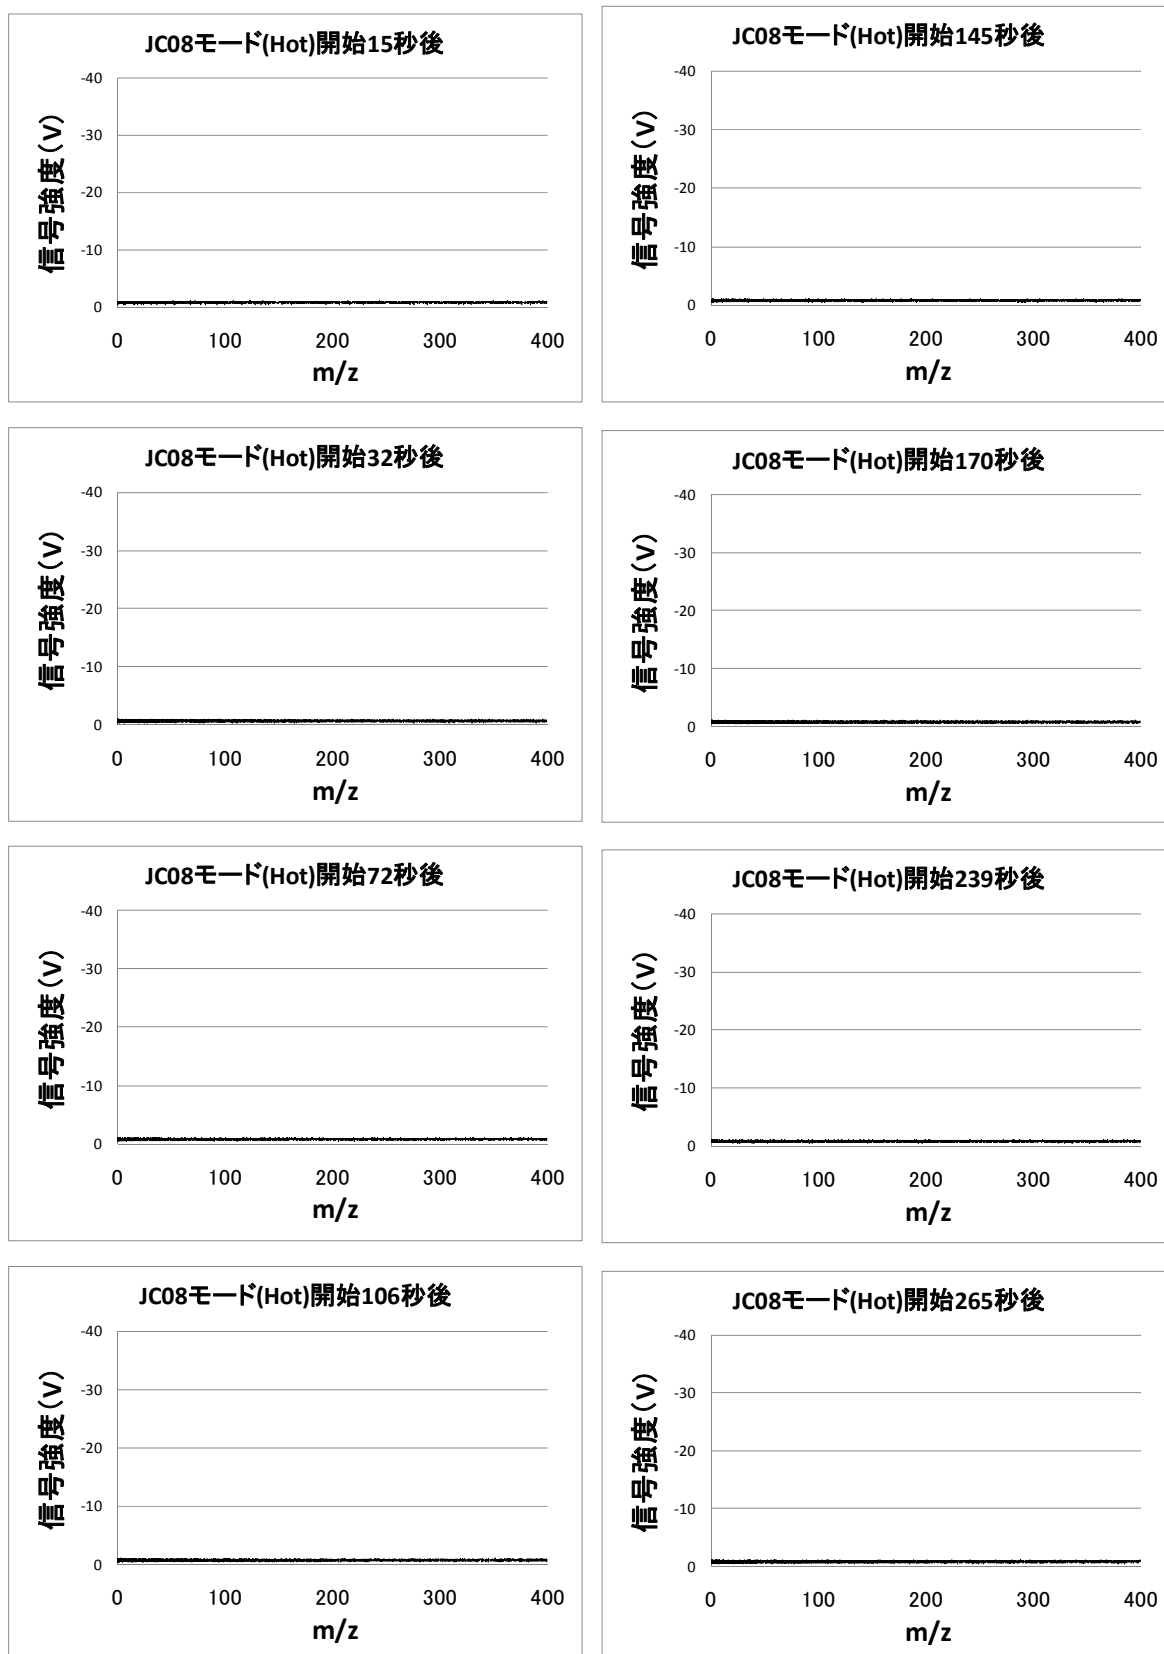 JC08モード(Hot)開始15秒後
信号強度(V)
-40
-30
-20
-10
0
0 100 200 300 400
m/z
JC08モード(Hot)開始32秒後
信号強度(V)
-40
-30
-20
-10
0
0 100 200 300 400
m/z
JC08モード(Hot)開始72秒後
信号強度(V)
-40
-30
-20
-10
0
0 100 200 300 400
m/z
JC08モード(Hot)開始106秒後
信号強度(V)
-40
-30
-20
-10
0
0 100 200 300 400
m/z
JC08モード(Hot)開始145秒後
信号強度(V)
-40
-30
-20
-10
0
0 100 200 300 400
m/z
JC08モード(Hot)開始170秒後
信号強度(V)
-40
-30
-20
-10
0
0 100 200 300 400
m/z
JC08モード(Hot)開始239秒後
信号強度(V)
-40
-30
-20
-10
0
0 100 200 300 400
m/z
JC08モード(Hot)開始265秒後
信号強度(V)
-40
-30
-20
-10
0
0 100 200 300 400
m/z